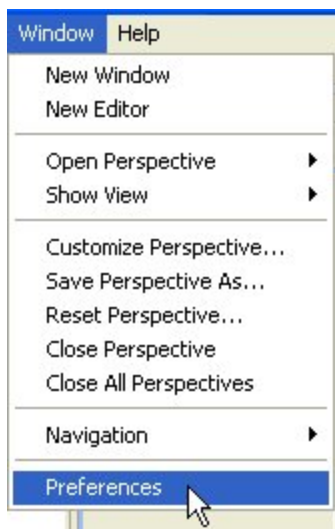 Window Help
New Window
New Editor
Open Perspective
Show View
Customize Perspective...
Save Perspective As...
Reset Perspective...
Close Perspective
Close All Perspectives
Navigation
Preferences